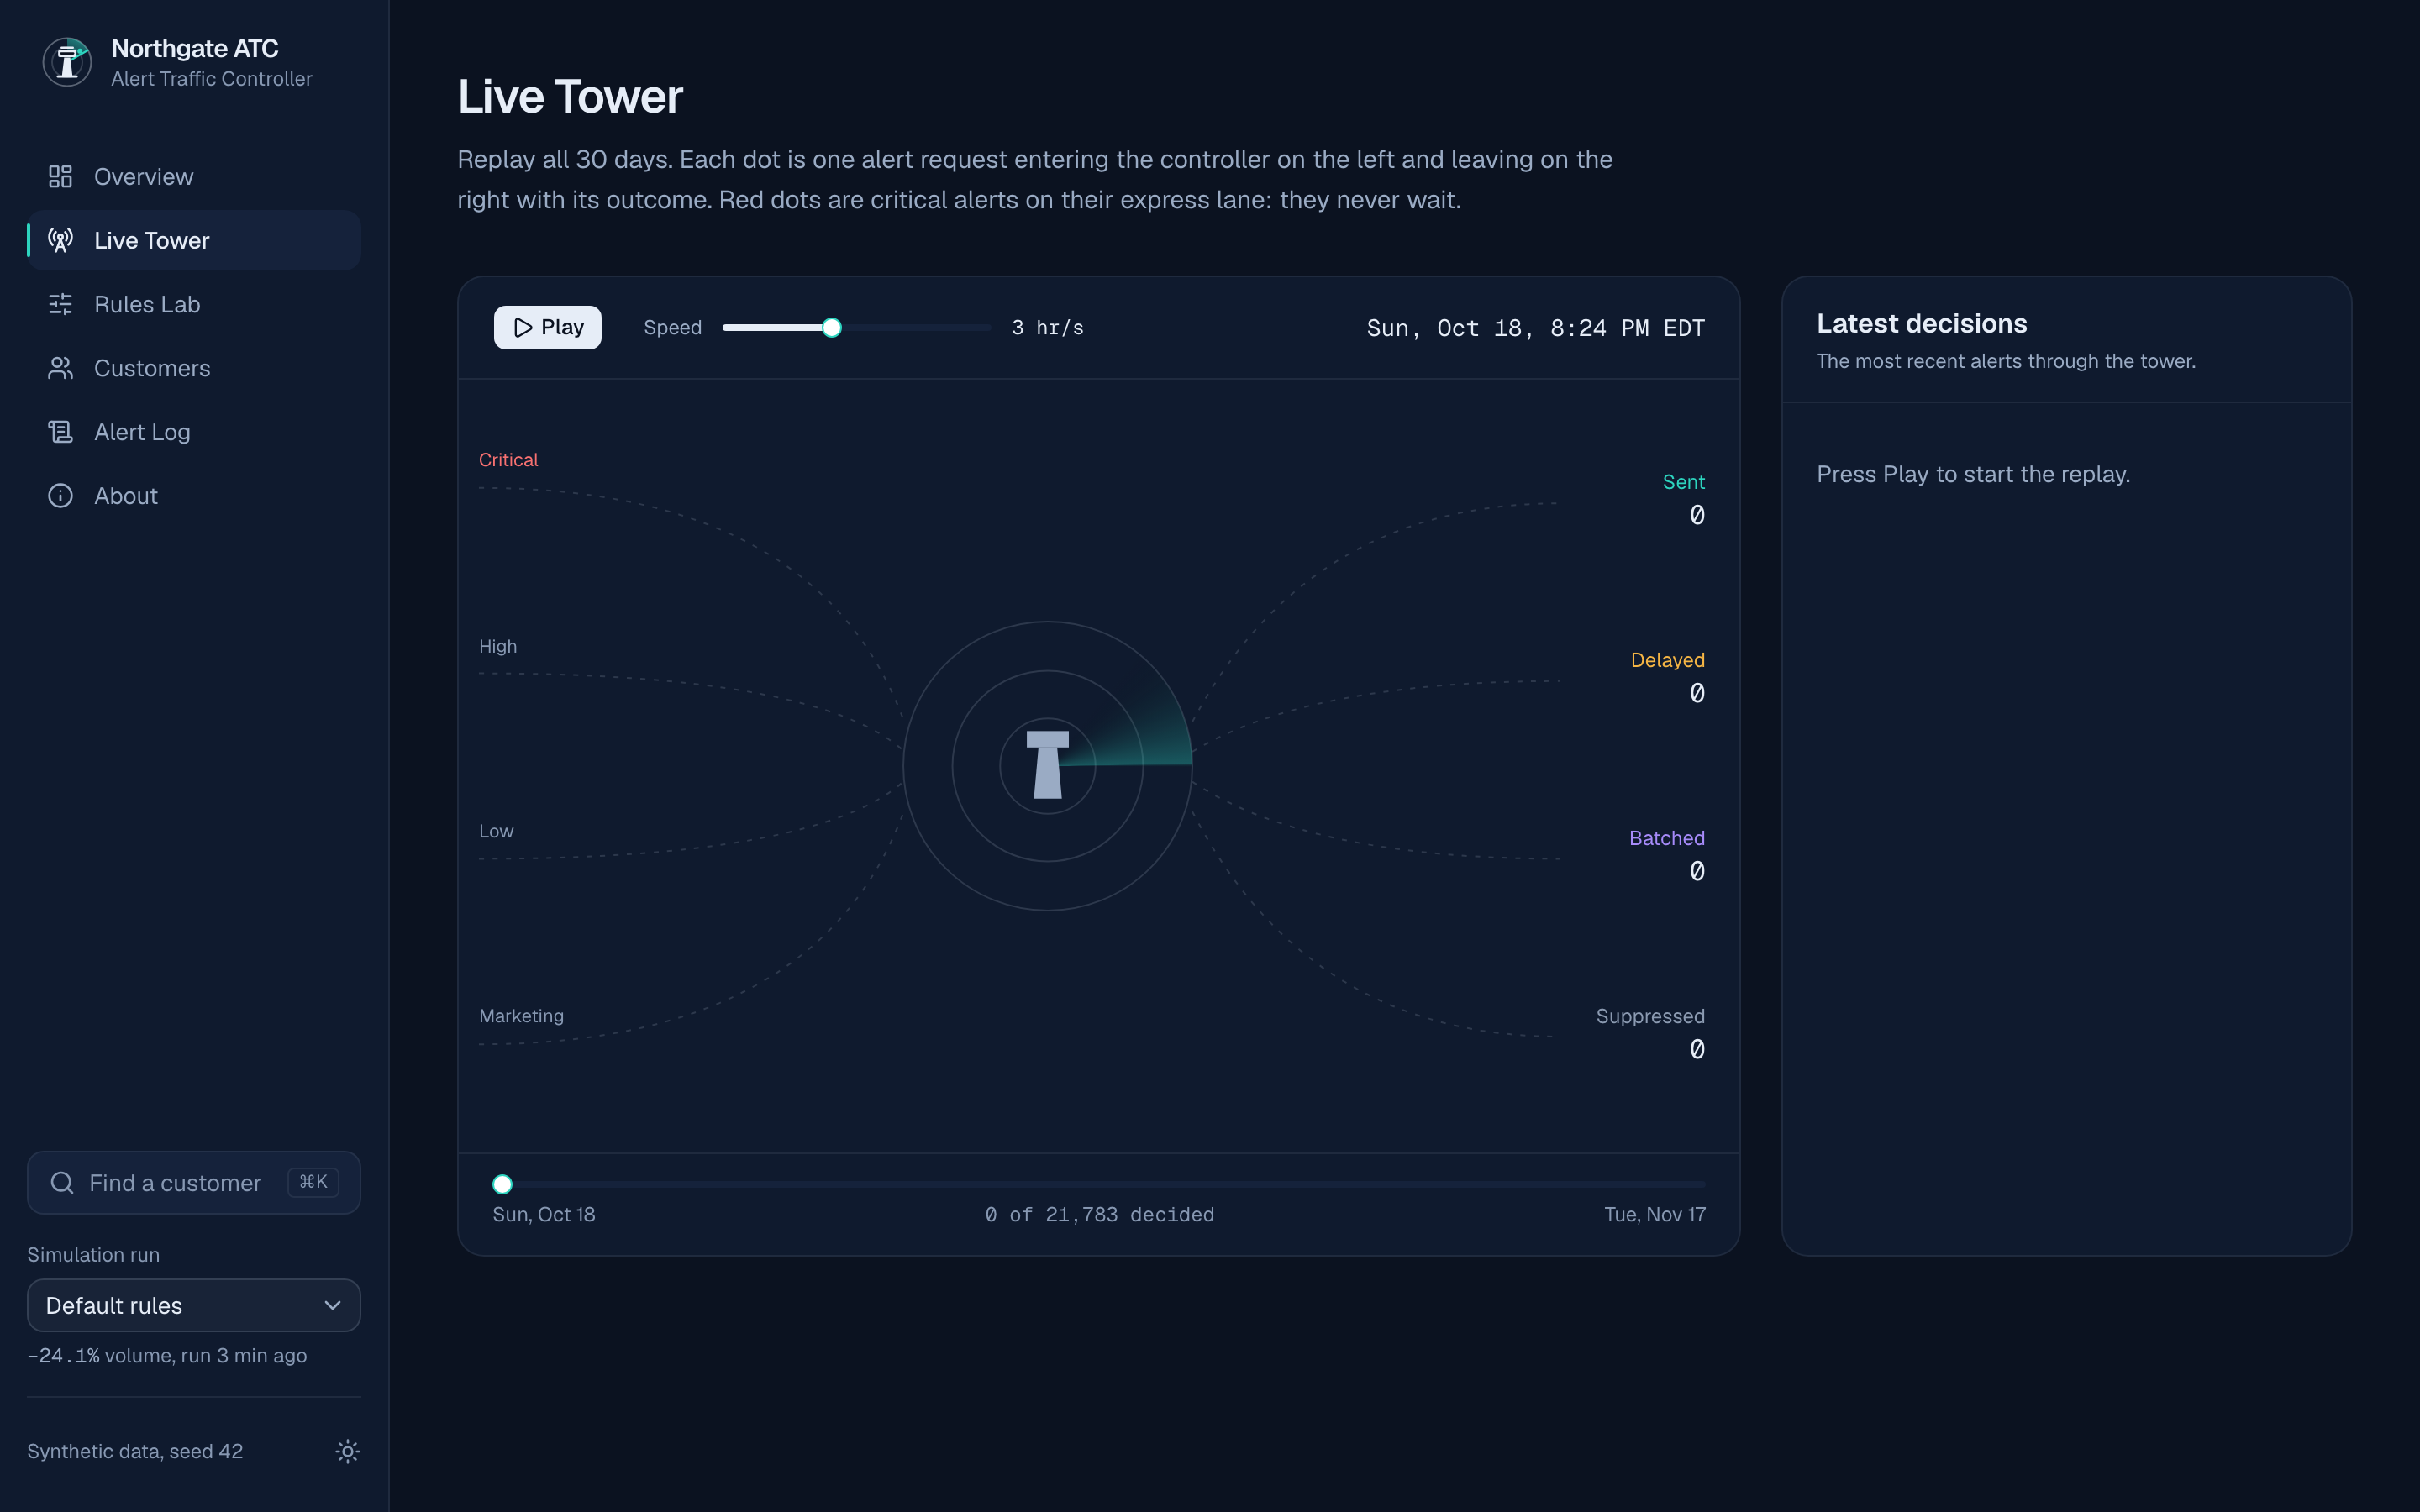 Northgate ATC
Alert Traffic Controller
Overview
Live Tower
Rules Lab
Customers
Alert Log
About
Find a customer ⌘K
Simulation run
Default rules
-24.1% volume, run 3 min ago
Synthetic data, seed 42
Live Tower
Replay all 30 days. Each dot is one alert request entering the controller on the left and leaving on the
right with its outcome. Red dots are critical alerts on their express lane: they never wait.
Play Speed 3 hr/s Sun, Oct 18, 8:24 PM EDT
Critical
High
Low
Marketing
Sent
0
Delayed
0
Batched
0
Suppressed
0
Sun, Oct 18 0 of 21,783 decided Tue, Nov 17
Latest decisions
The most recent alerts through the tower.
Press Play to start the replay.